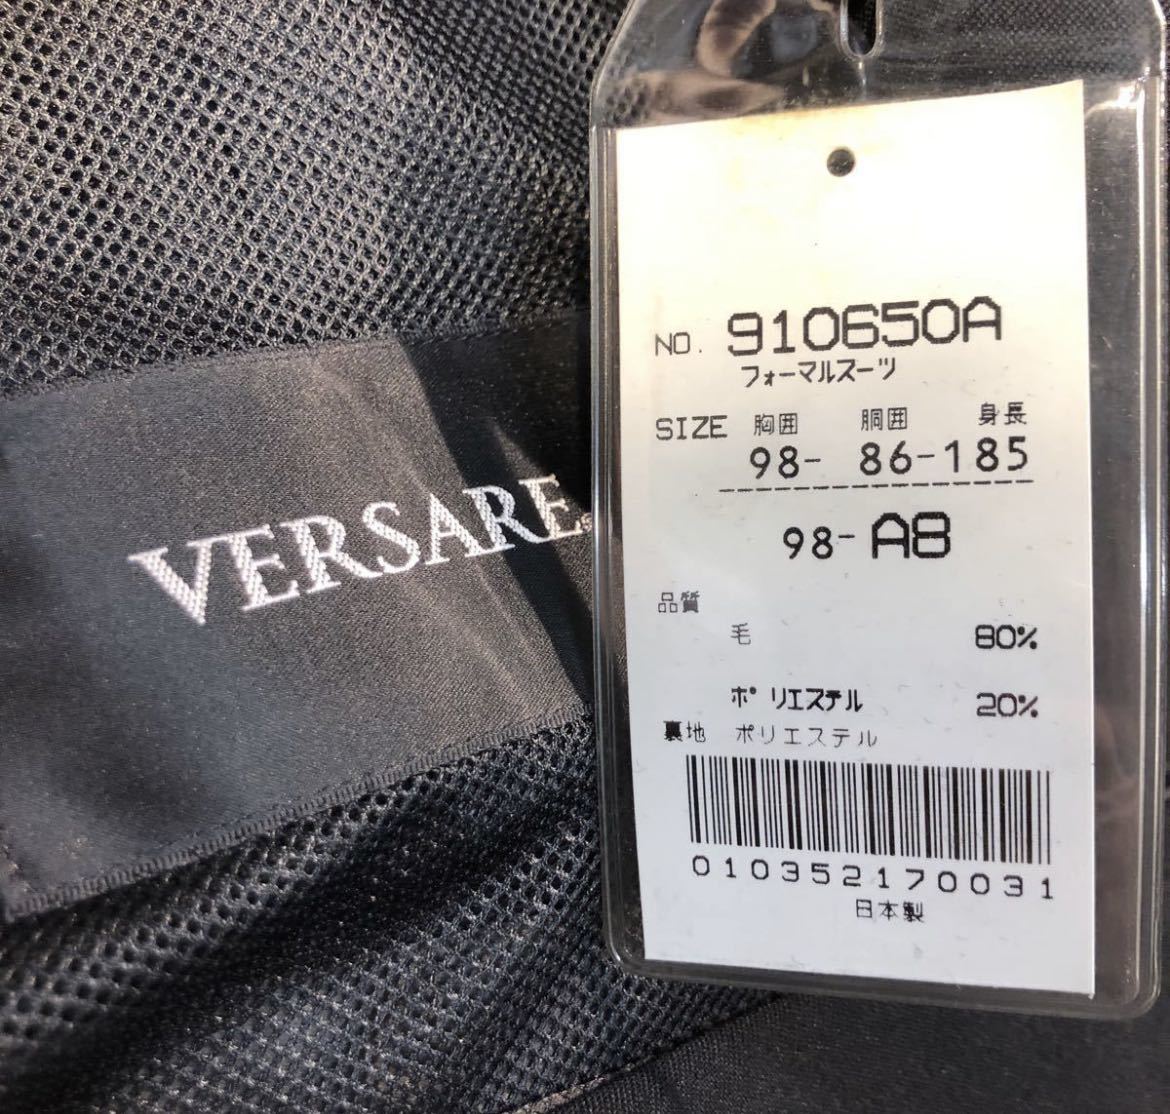 VERSARE
NO. 910650A
フォーマルスーツ
SIZE 胸囲 胴囲 身長
98- 86-185
98-A8
品質
毛 80%
ポリエステル 20%
裏地 ポリエステル
010352170031
日本製